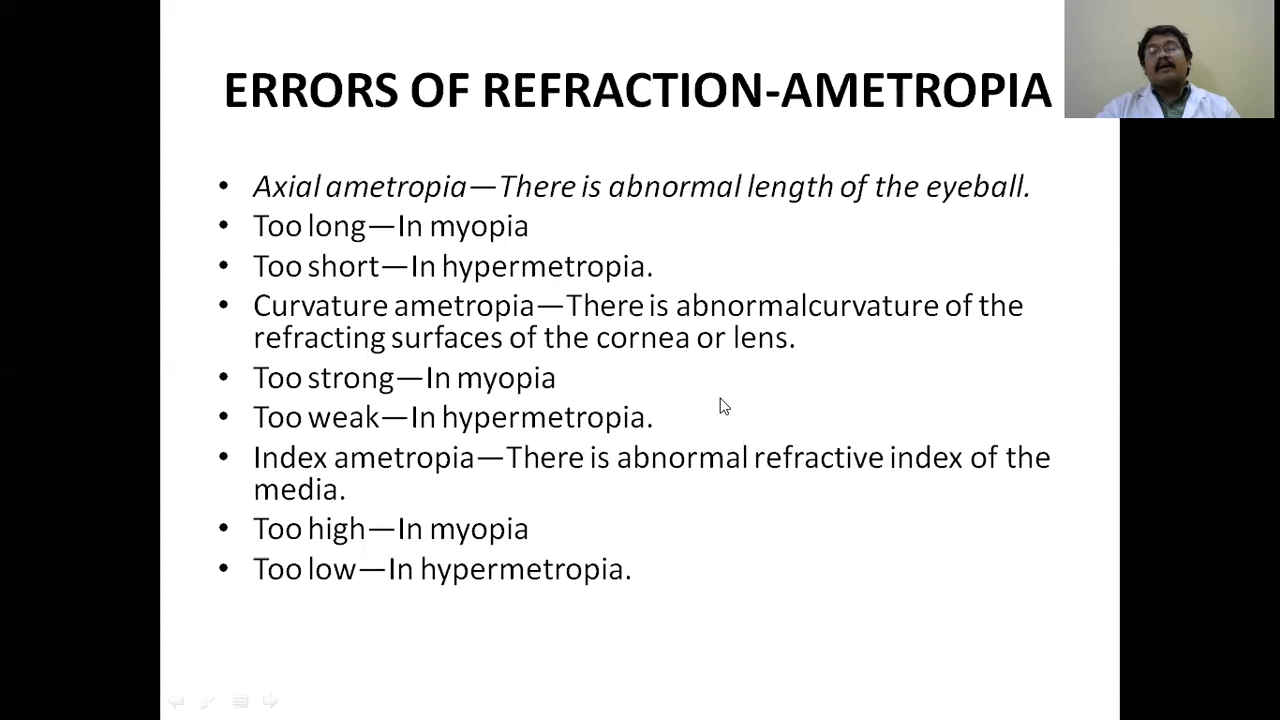 ERRORS OF REFRACTION-AMETROPIA
• Axial ametropia—There is abnormal length of the eyeball.
• Too long—In myopia
• Too short—In hypermetropia.
• Curvature ametropia—There is abnormalcurvature of the
refracting surfaces of the cornea or lens.
• Too strong—In myopia
• Too weak—In hypermetropia.
• Index ametropia—There is abnormal refractive index of the
media.
• Too high—In myopia
• Too low—In hypermetropia.